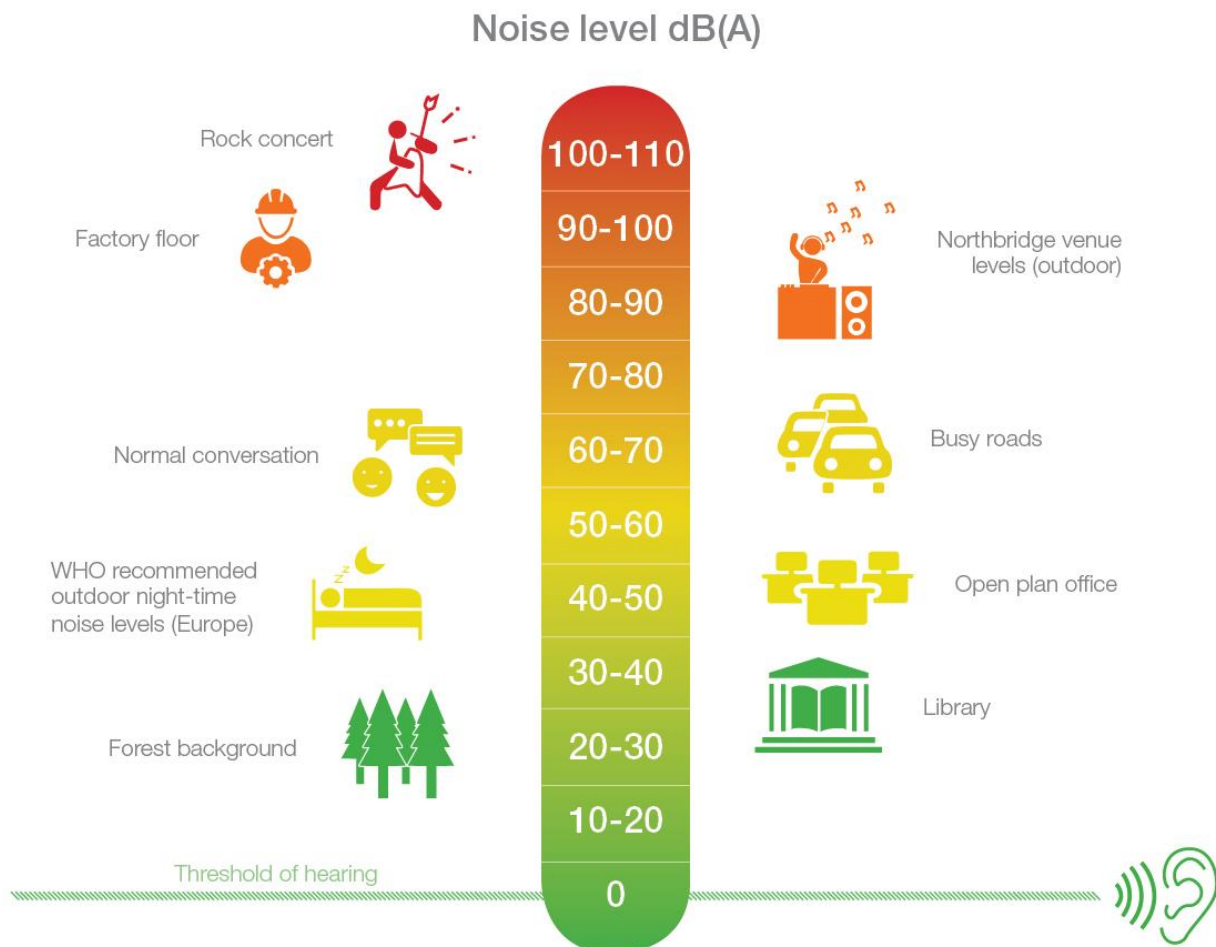 Noise level dB(A)
Rock concert
100-110
Factory floor
90-100
Northbridge venue
levels (outdoor)
80-90
70-80
Normal conversation
60-70
Busy roads
50-60
WHO recommended
outdoor night-time
noise levels (Europe)
zz
40-50
Open plan office
30-40
Library
Forest background
20-30
10-20
Threshold of hearing
0